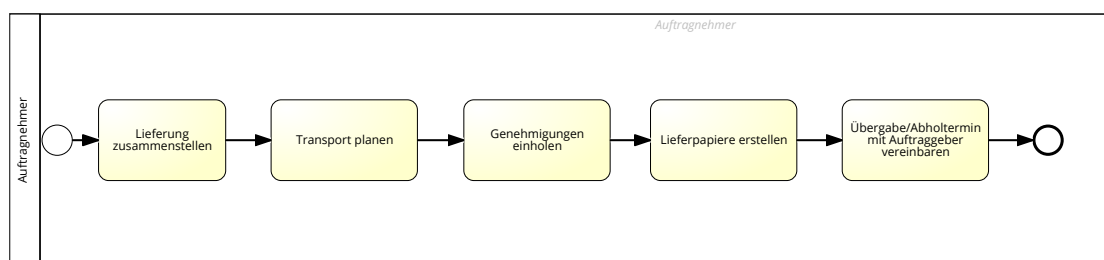 Auftragnehmer
Auftragnehmer
Lieferung
zusammenstellen
Transport planen
Genehmigungen
einholen
Lieferpapiere erstellen
Übergabe/Abholtermin
mit Auftraggeber
vereinbaren